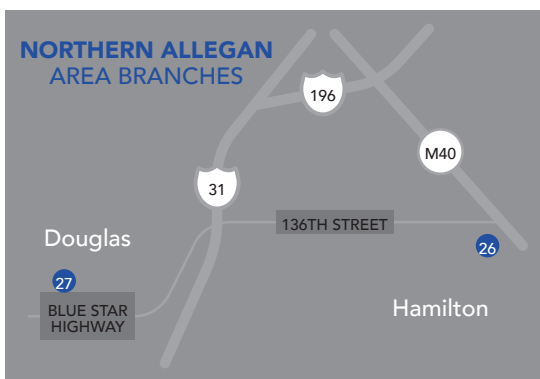 NORTHERN ALLEGAN
AREA BRANCHES
196
M40
31
136TH STREET
Douglas
26
27
BLUE STAR
HIGHWAY
Hamilton